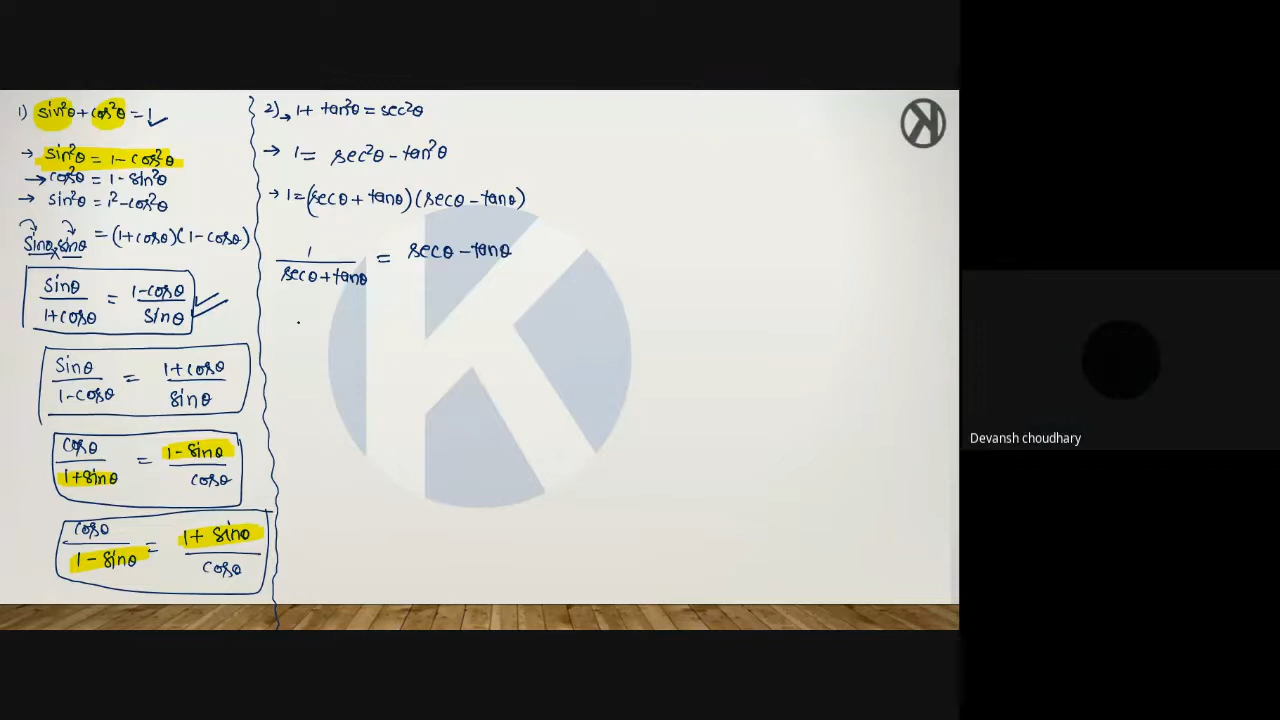 1) sin²θ + cos²θ = 1
→ sin²θ = 1 - cos²θ
→ cos²θ = 1 - sin²θ
→ sin²θ = 1² - cos²θ
sinθ × sinθ = (1+cosθ)(1-cosθ)
sinθ/1+cosθ = 1-cosθ/sinθ
sinθ/1-cosθ = 1+cosθ/sinθ
cosθ/1+sinθ = 1-sinθ/cosθ
cosθ/1-sinθ = 1+sinθ/cosθ
2) → 1+ tan²θ = sec²θ
→ 1 = sec²θ - tan²θ
→ 1 = (secθ + tanθ)(secθ - tanθ)
1/secθ+tanθ = secθ - tanθ
K
Devansh choudhary